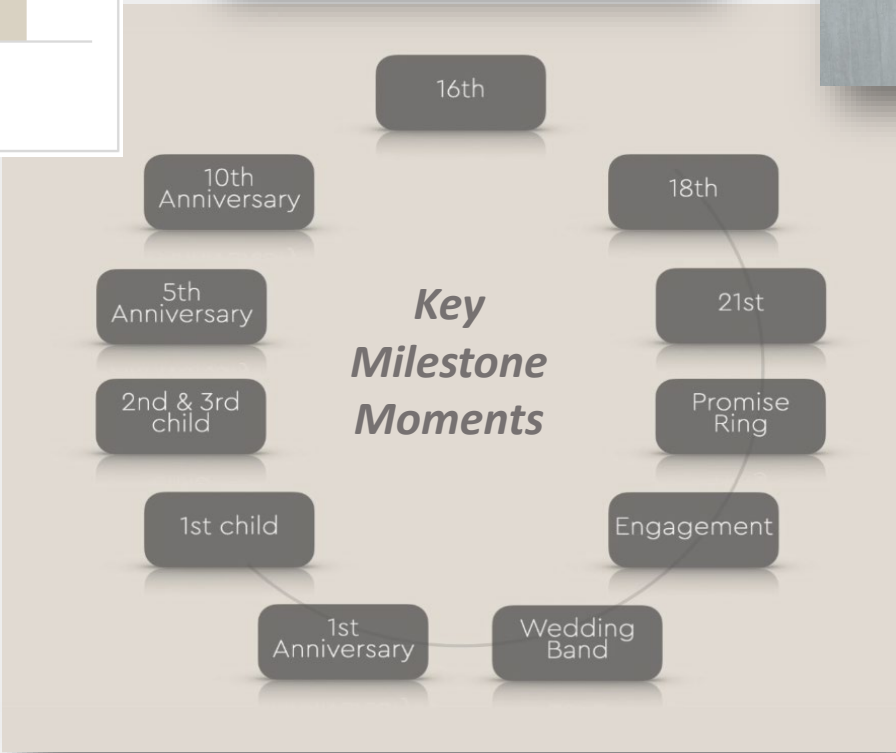 16th
18th
21st
Promise
Ring
Engagement
Wedding
Band
1st
Anniversary
1st child
2nd & 3rd
child
5th
Anniversary
10th
Anniversary
Key
Milestone
Moments